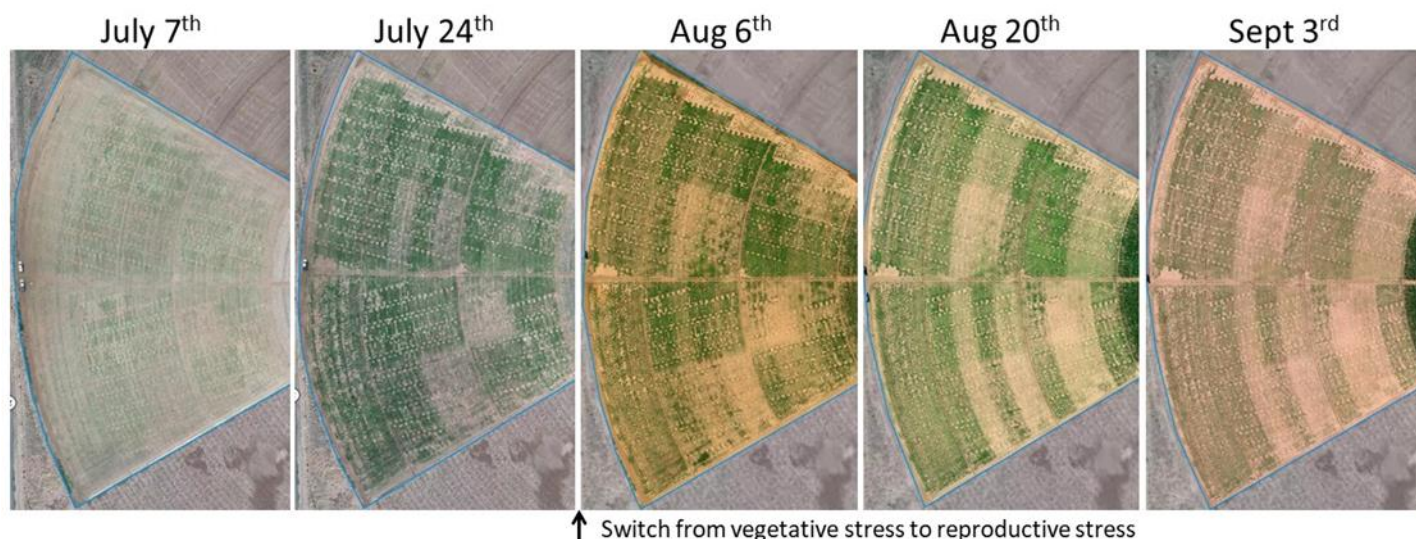 July 7th
July 24th
Aug 6th
Aug 20th
Sept 3rd
Switch from vegetative stress to reproductive stress